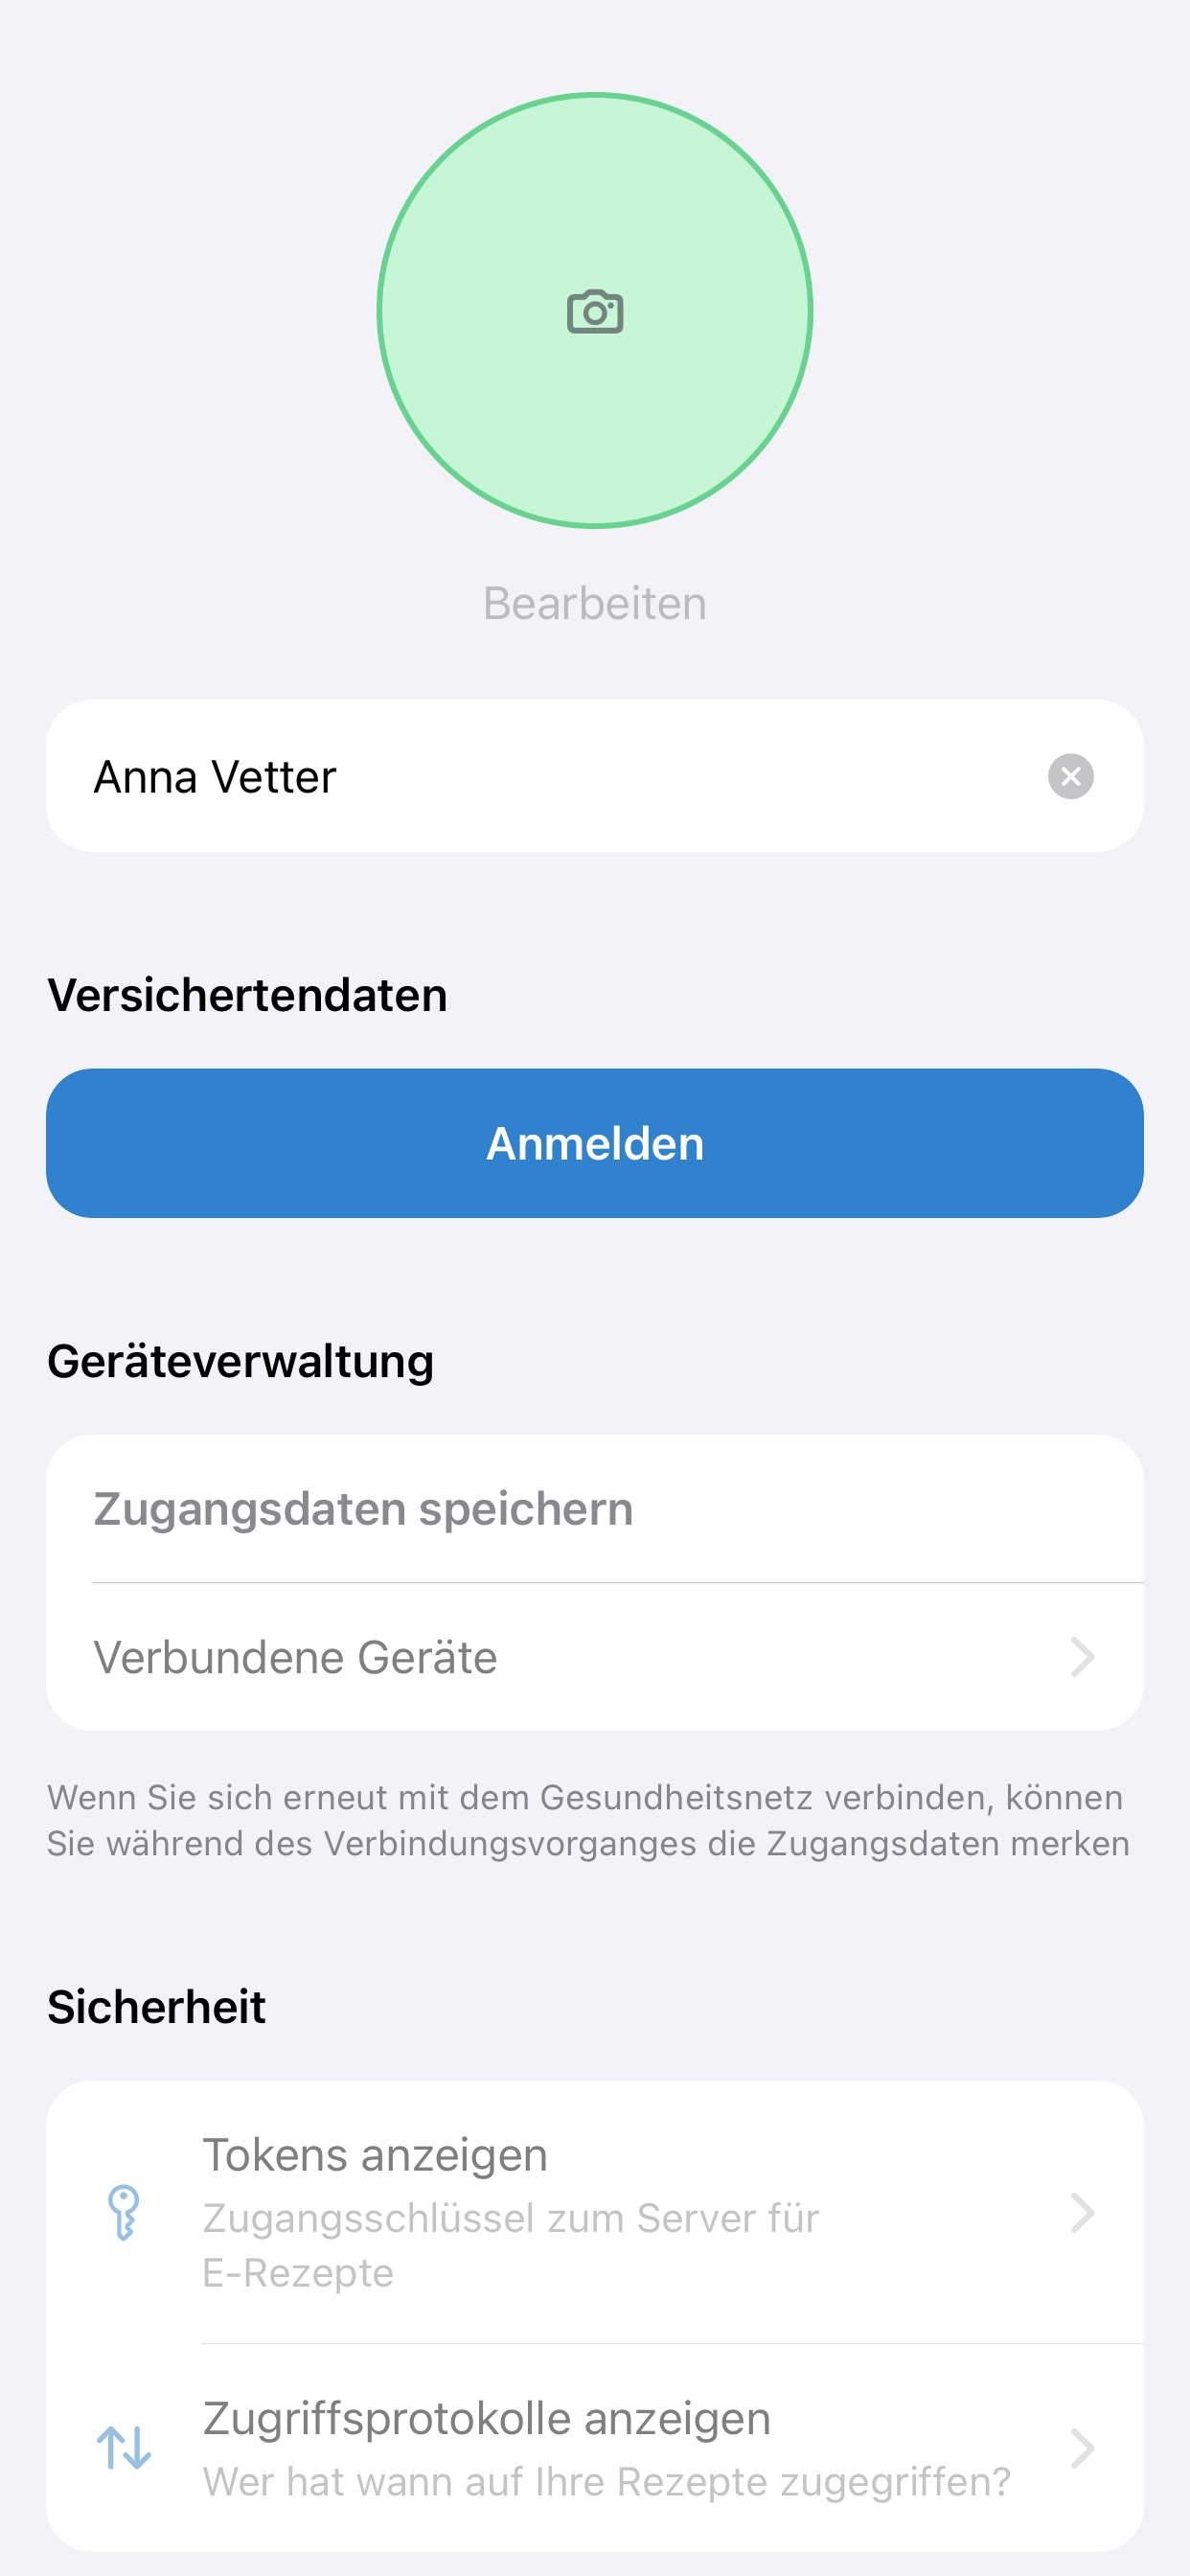 Bearbeiten
Anna Vetter
Versichertendaten
Anmelden
Geräteverwaltung
Zugangsdaten speichern
Verbundene Geräte
Wenn Sie sich erneut mit dem Gesundheitsnetz verbinden, können
Sie während des Verbindungsvorganges die Zugangsdaten merken
Sicherheit
Tokens anzeigen
Zugangsschlüssel zum Server für
E-Rezepte
Zugriffsprotokolle anzeigen
Wer hat wann auf Ihre Rezepte zugegriffen?